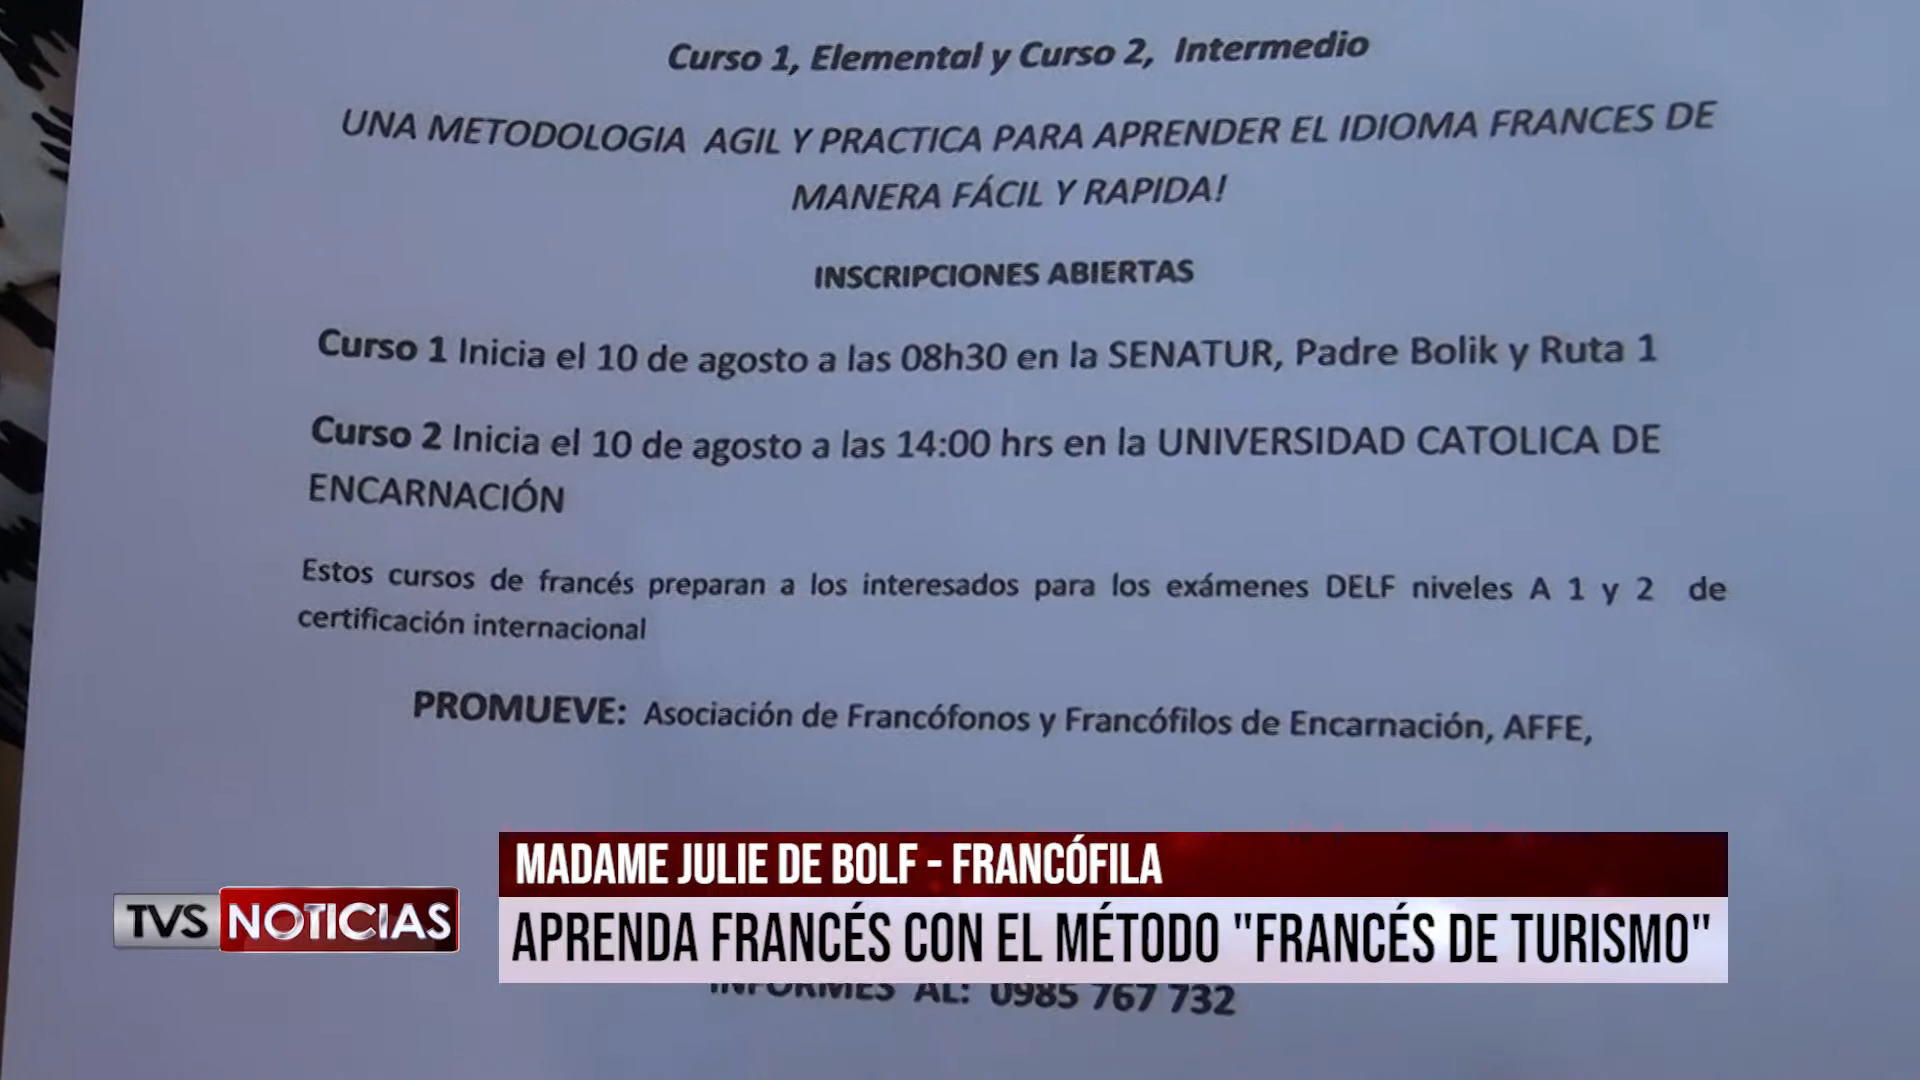 Curso 1, Elemental y Curso 2, Intermedio
UNA METODOLOGIA AGIL Y PRACTICA PARA APRENDER EL IDIOMA FRANCES DE
MANERA FÁCIL Y RAPIDA!
INSCRIPCIONES ABIERTAS
Curso 1 Inicia el 10 de agosto a las 08h30 en la SENATUR, Padre Bolik y Ruta 1
Curso 2 Inicia el 10 de agosto a las 14:00 hrs en la UNIVERSIDAD CATOLICA DE
ENCARNACIÓN
Estos cursos de francés preparan a los interesados para los exámenes DELF niveles A 1 y 2 de
certificación internacional
PROMUEVE: Asociación de Francófonos y Francófilos de Encarnación, AFFE,
MADAME JULIE DE BOLF - FRANCÓFILA
TVS NOTICIAS
APRENDA FRANCÉS CON EL MÉTODO "FRANCÉS DE TURISMO"
INFORMES AL: 0985 767 732